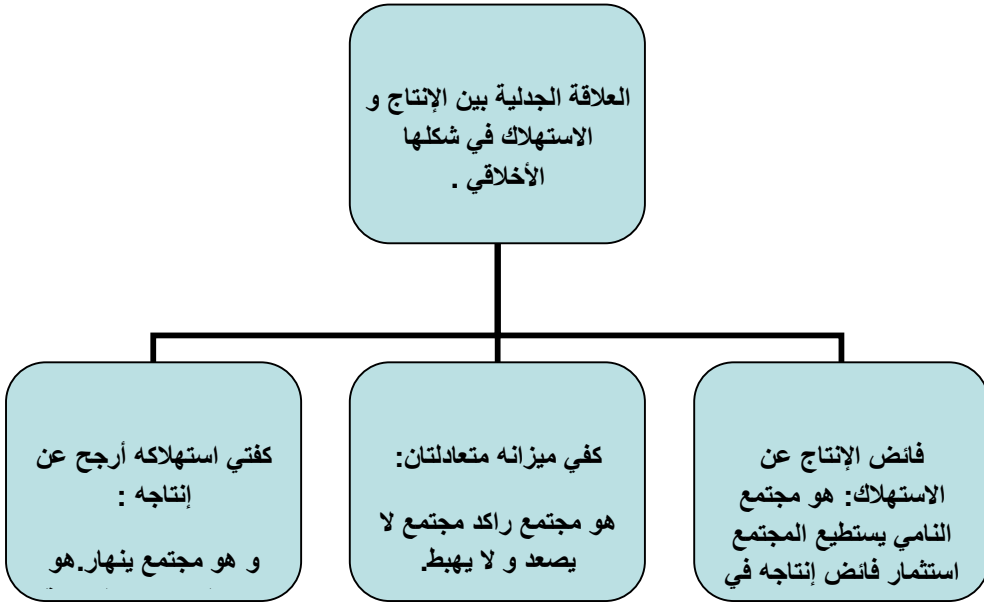 العلاقة الجدلية بين الإنتاج و
الاستهلاك في شكلها
الأخلاقي .
فائض الإنتاج عن
الاستهلاك: هو مجتمع
النامي يستطيع المجتمع
استثمار فائض إنتاجه في
كفي ميزانه متعادلتان:
هو مجتمع راكد مجتمع لا
يصعد و لا يهبط.
كفتي استهلاكه أرجح عن
إنتاجه :
و هو مجتمع ينهار.هو